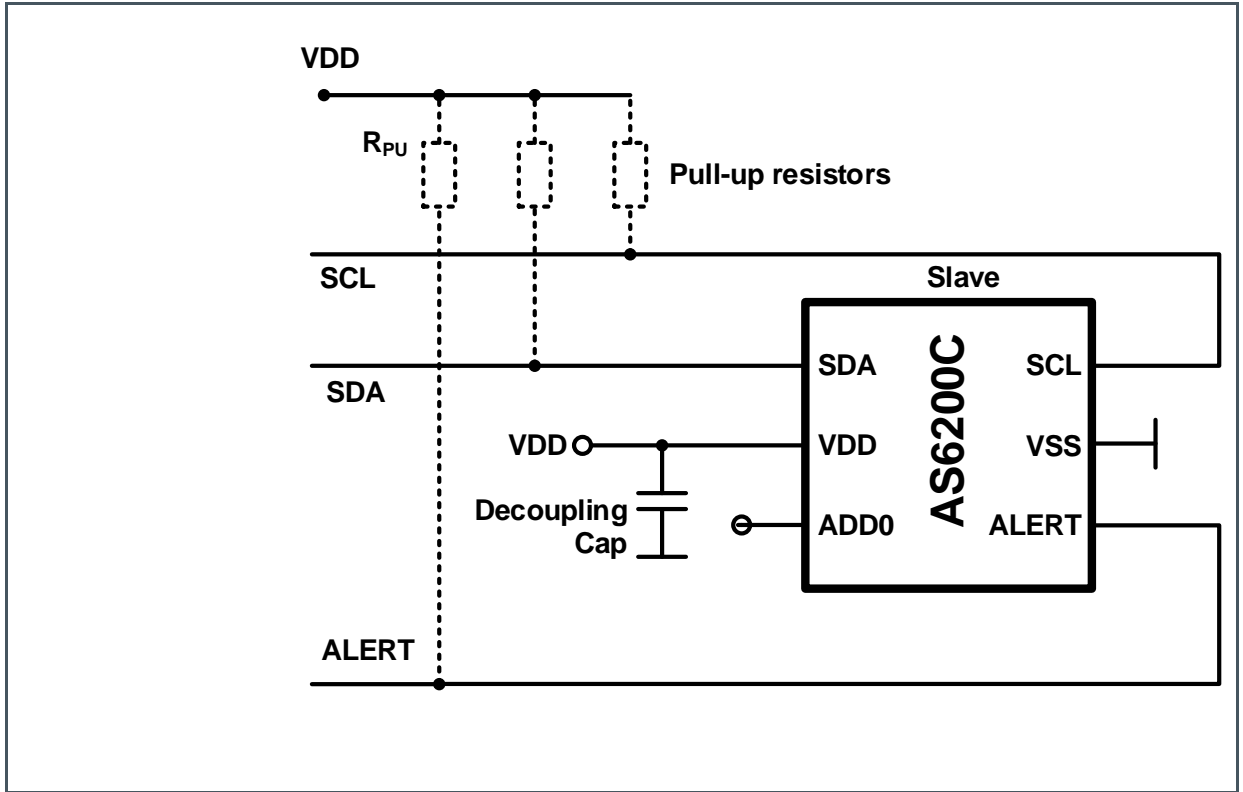 VDD
RPU
Pull-up resistors
SCL
Slave
SDA
SCL
SDA
AS6200C
VDD
VDD
VSS
Decoupling
Cap
ADD0
ALERT
ALERT